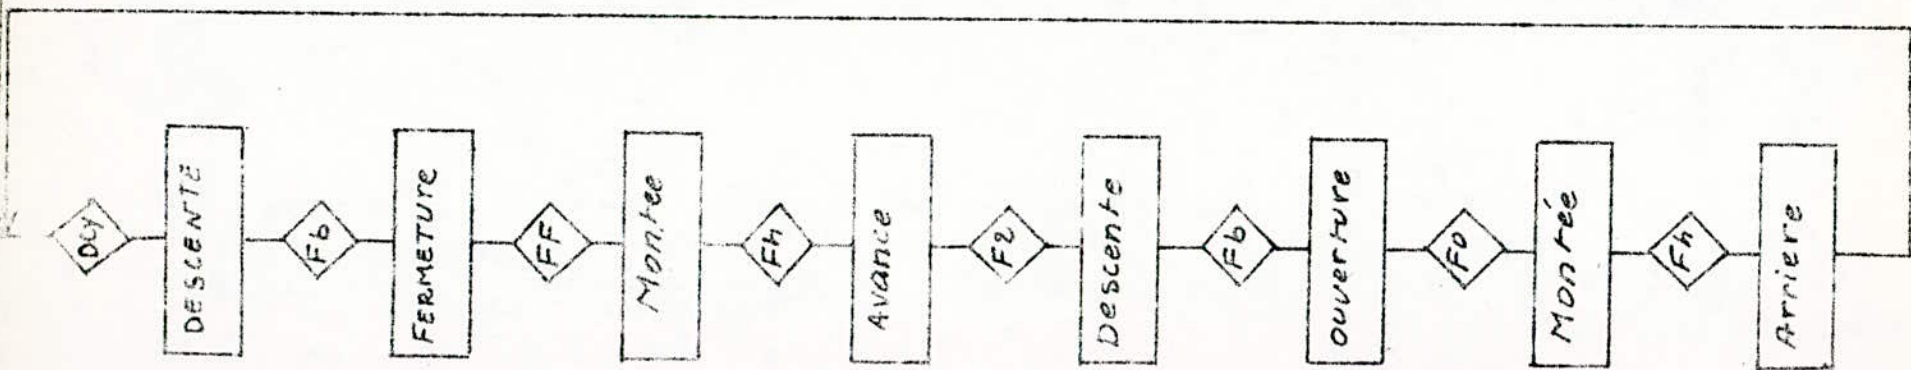 Dcy
DESCENTE
Fb
FERMETURE
FF
Montee
Fh
Avance
F2
Descente
Fb
ouverture
Fo
Montée
Fh
Arriere